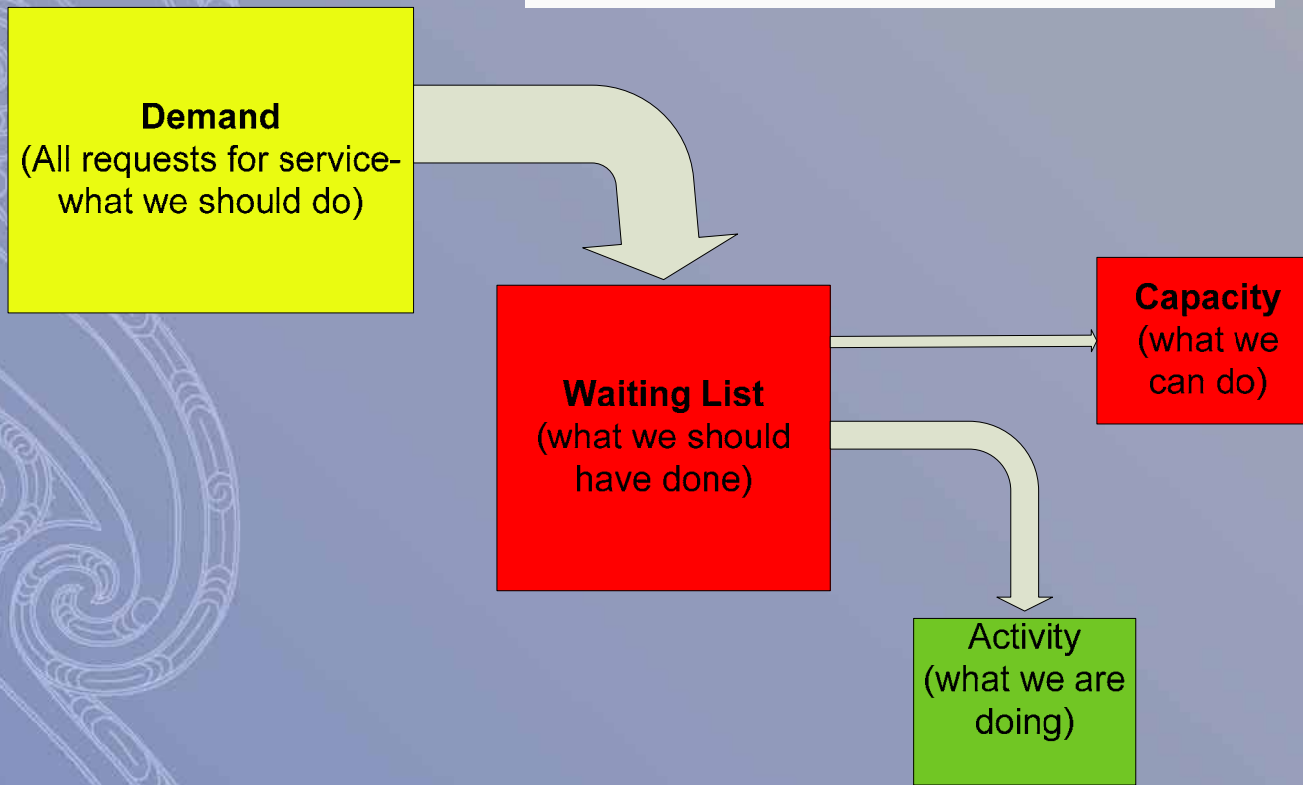 Demand
(All requests for service-
what we should do)
Waiting List
(what we should
have done)
Capacity
(what we
can do)
Activity
(what we are
doing)